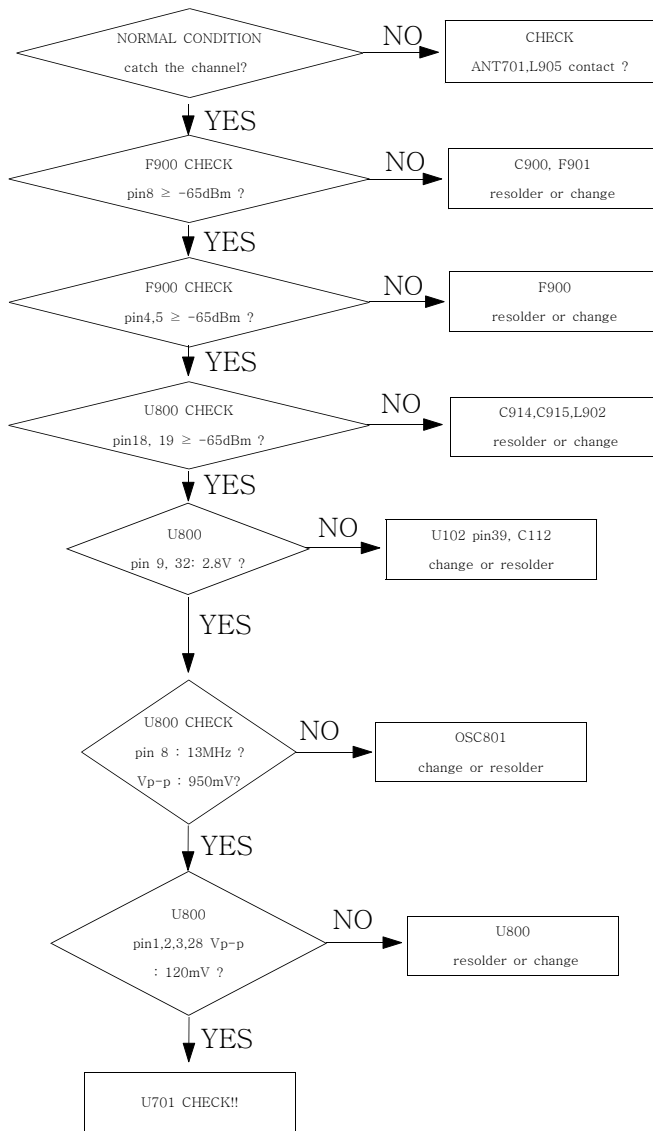 NORMAL CONDITION
catch the channel?
NO
CHECK
ANT701,L905 contact ?
YES
F900 CHECK
pin8 ≥ -65dBm ?
NO
C900, F901
resolder or change
YES
F900 CHECK
pin4,5 ≥ -65dBm ?
NO
F900
resolder or change
YES
U800 CHECK
pin18, 19 ≥ -65dBm ?
NO
C914,C915,L902
resolder or change
YES
U800
pin 9, 32: 2.8V ?
NO
U102 pin39, C112
change or resolder
YES
U800 CHECK
pin 8 : 13MHz ?
Vp-p : 950mV?
NO
OSC801
change or resolder
YES
U800
pin1,2,3,28 Vp-p
: 120mV ?
NO
U800
resolder or change
YES
U701 CHECK!!